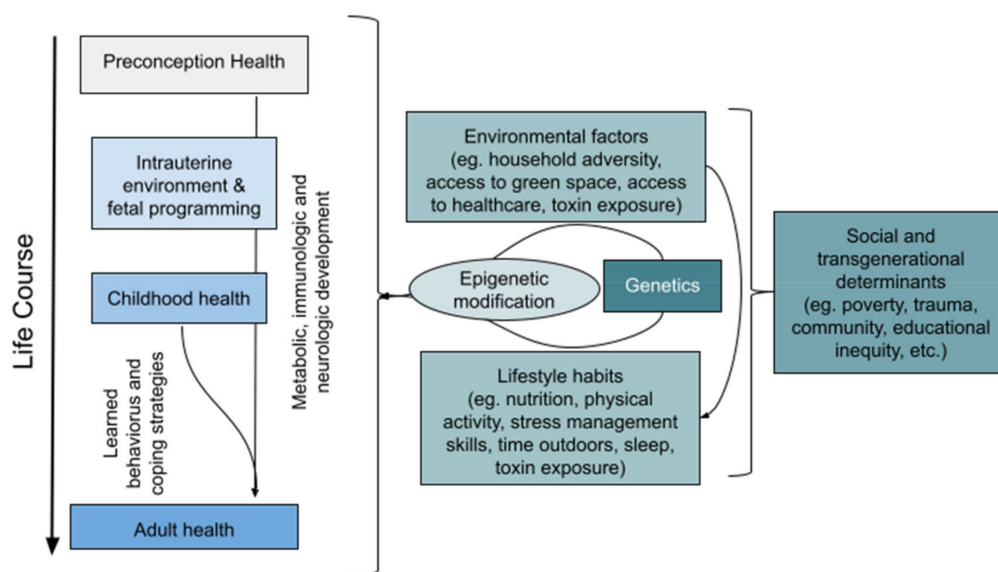 Life Course
Preconception Health
Intrauterine
environment &
fetal programming)
Childhood health
Learned
behaviorus and
coping strategies
Metabolic, immunologic and
neurologic development
Adult health
Environmental factors
(eg. household adversity,
access to green space, access
to healthcare, toxin exposure)
Epigenetic
modification
Genetics
Lifestyle habits
(eg. nutrition, physical
activity, stress management
skills, time outdoors, sleep,
toxin exposure)
Social and
transgenerational
determinants
(eg. poverty, trauma,
community, educational
inequity, etc.)